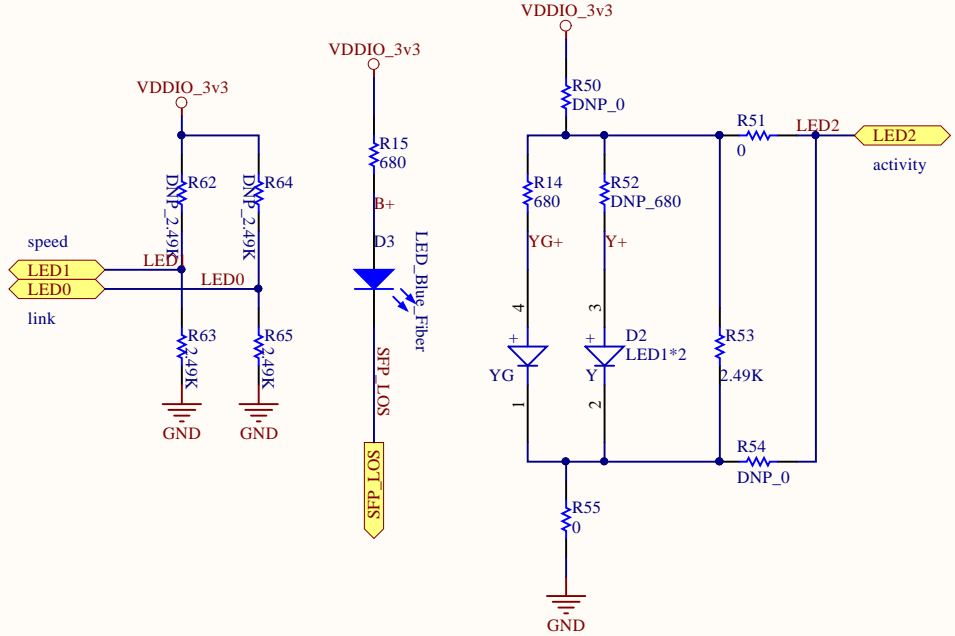 VDDIO_3v3
R62
DNP_2.49K
R64
DNP_2.49K
speed
LED1
LED
LED0
LED0
link
R63
2.49K
R65
2.49K
GND
GND
VDDIO_3v3
R15
680
B+
D3
LED_Blue_Fiber
SFP_LOS
SFP_LOS
VDDIO_3v3
R50
DNP_0
R51
0
LED2
LED2
activity
R14
680
R52
DNP_680
YG+
Y+
4
3
+
+
D2
LED1*2
YG
Y
1
2
R53
2.49K
R54
DNP_0
R55
0
GND